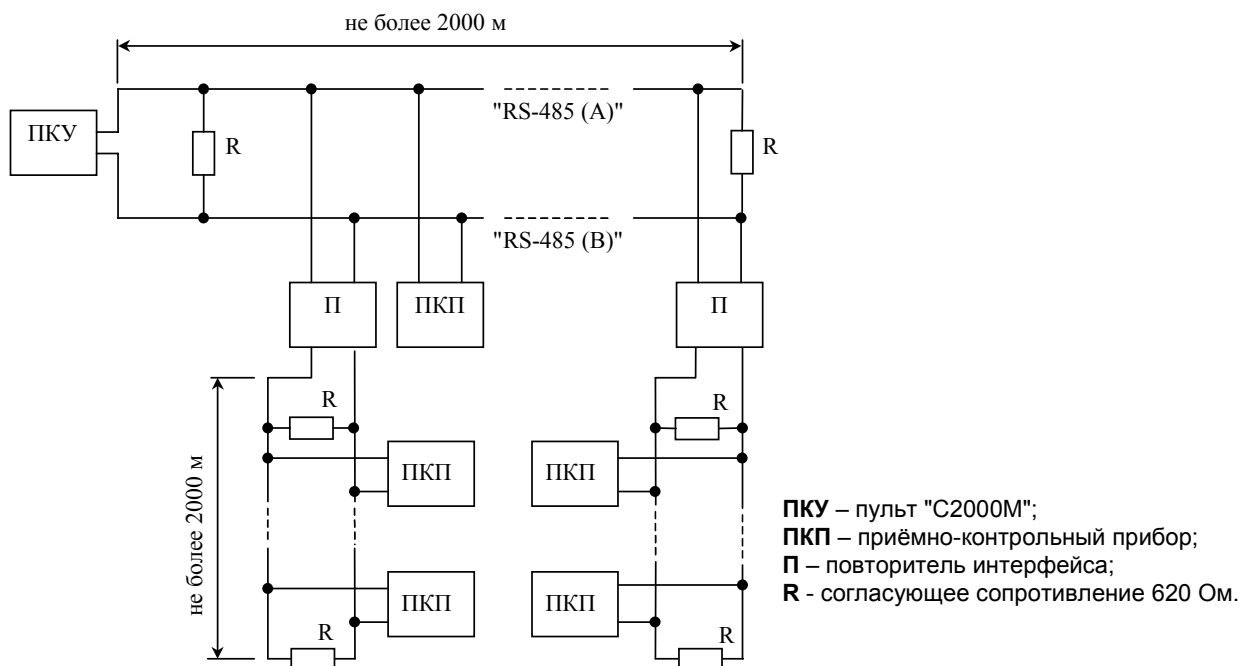 не более 2000 м
"RS-485 (A)"
ПКУ
R
R
"RS-485 (B)"
П
ПКП
П
не более 2000 м
R
R
ПКП
ПКП
ПКП
ПКП
R
R
ПКУ – пульт "С2000М";
ПКП – приёмно-контрольный прибор;
П – повторитель интерфейса;
R - согласующее сопротивление 620 Ом.